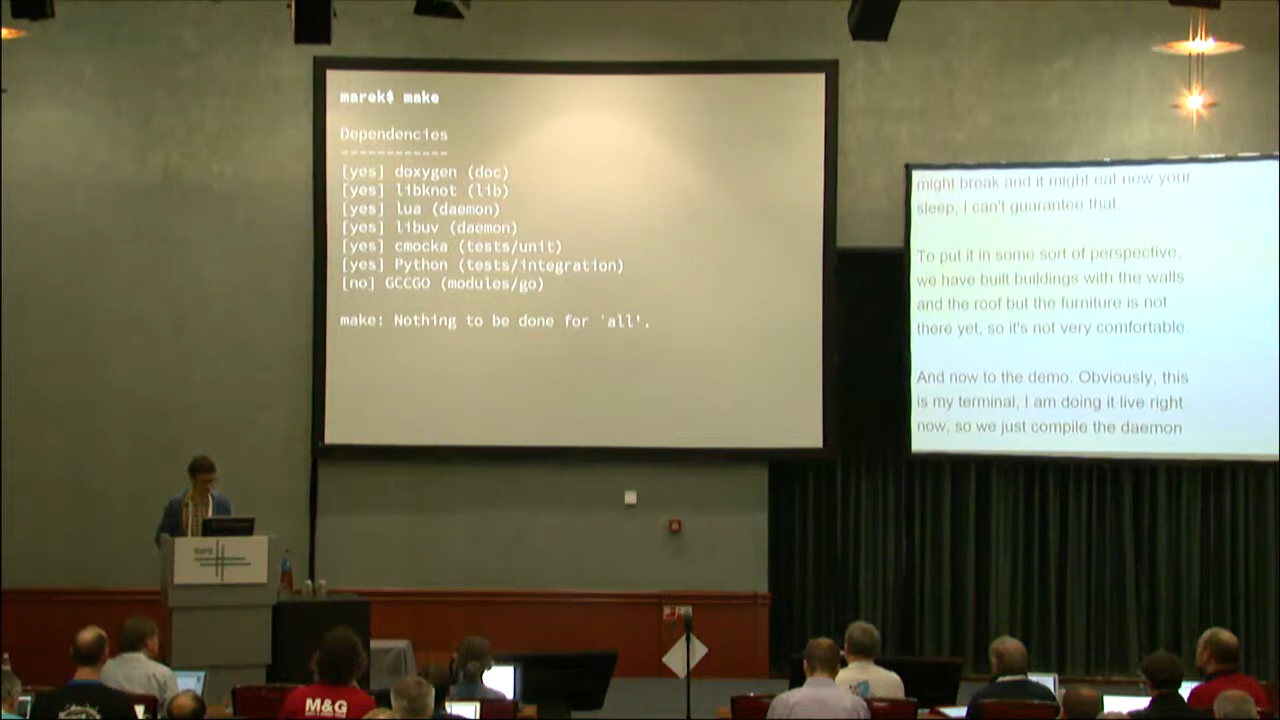 marek$ make
Dependencies
------------
[yes] doxygen (doc)
[yes] libknot (lib)
[yes] lua (daemon)
[yes] libuv (daemon)
[yes] cmocka (tests/unit)
[yes] Python (tests/integration)
[no] GCCGO (modules/go)
make: Nothing to be done for 'all'.
might break and it might eat now your
sleep, I can't guarantee that
To put it in some sort of perspective,
we have built buildings with the walls
and the roof but the furniture is not
there yet, so it's not very comfortable.
And now to the demo. Obviously, this
is my terminal, I am doing it live right
now, so we just compile the daemon
M&G